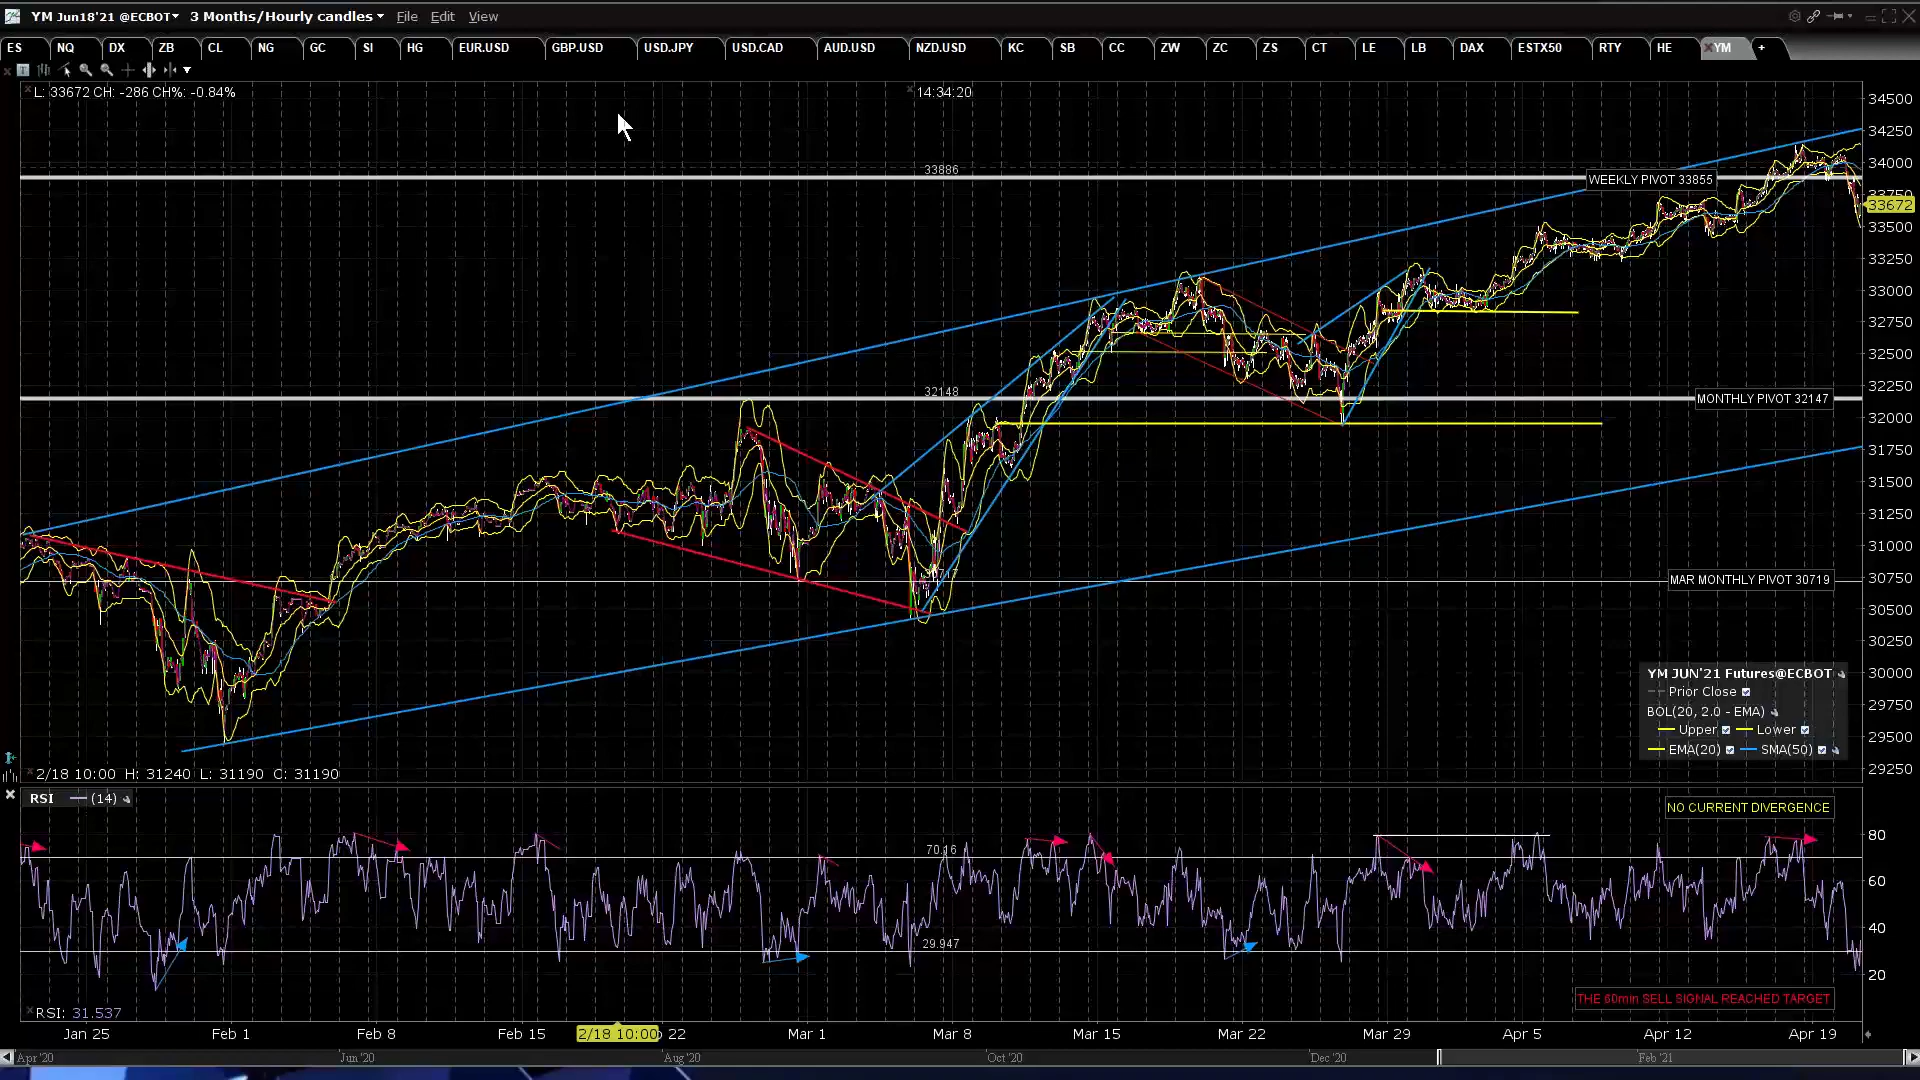 YM Jun18'21 @ECBOT 3 Months/Hourly candles File Edit View
ES NQ DX ZB CL NG GC SI HG EUR.USD GBP.USD USD.JPY USD.CAD AUD.USD NZD.USD KC SB CC ZW ZC ZS CT LE LB DAX ESTX50 RTY HE YM +
L: 33672 CH: -286 CH%: -0.84%
14:34:20
34500
34250
34000
33886
WEEKLY PIVOT 33855
33750
33672
33500
33250
33000
32750
32500
32250
32148
MONTHLY PIVOT 32147
32000
31750
31500
31250
31000
30750
MAR MONTHLY PIVOT 30719
30500
30250
30000
29750
29500
29250
YM JUN'21 Futures@ECBOT
Prior Close
BOL(20, 2.0 - EMA)
Upper Lower
EMA(20) SMA(50)
2/18 10:00 H: 31240 L: 31190 C: 31190
RSI (14)
NO CURRENT DIVERGENCE
80
70.16
60
40
29.947
20
THE 60min SELL SIGNAL REACHED TARGET
RSI: 31.537
Jan 25 Feb 1 Feb 8 Feb 15 2/18 10:00 22 Mar 1 Mar 8 Mar 15 Mar 22 Mar 29 Apr 5 Apr 12 Apr 19
Apr '20 Jun '20 Aug '20 Oct '20 Dec '20 Feb '21